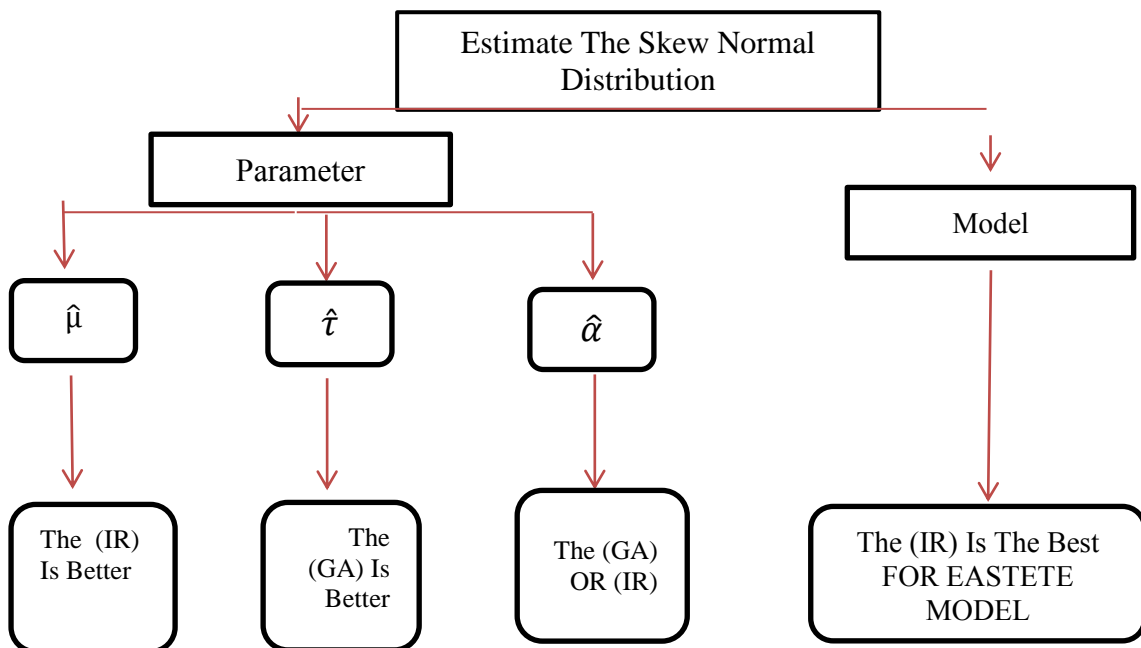 Estimate The Skew Normal
Distribution
Parameter
Model
μ̂
τ̂
α̂
The (IR)
Is Better
The
(GA) Is
Better
The (GA)
OR (IR)
The (IR) Is The Best
FOR EASTETE
MODEL